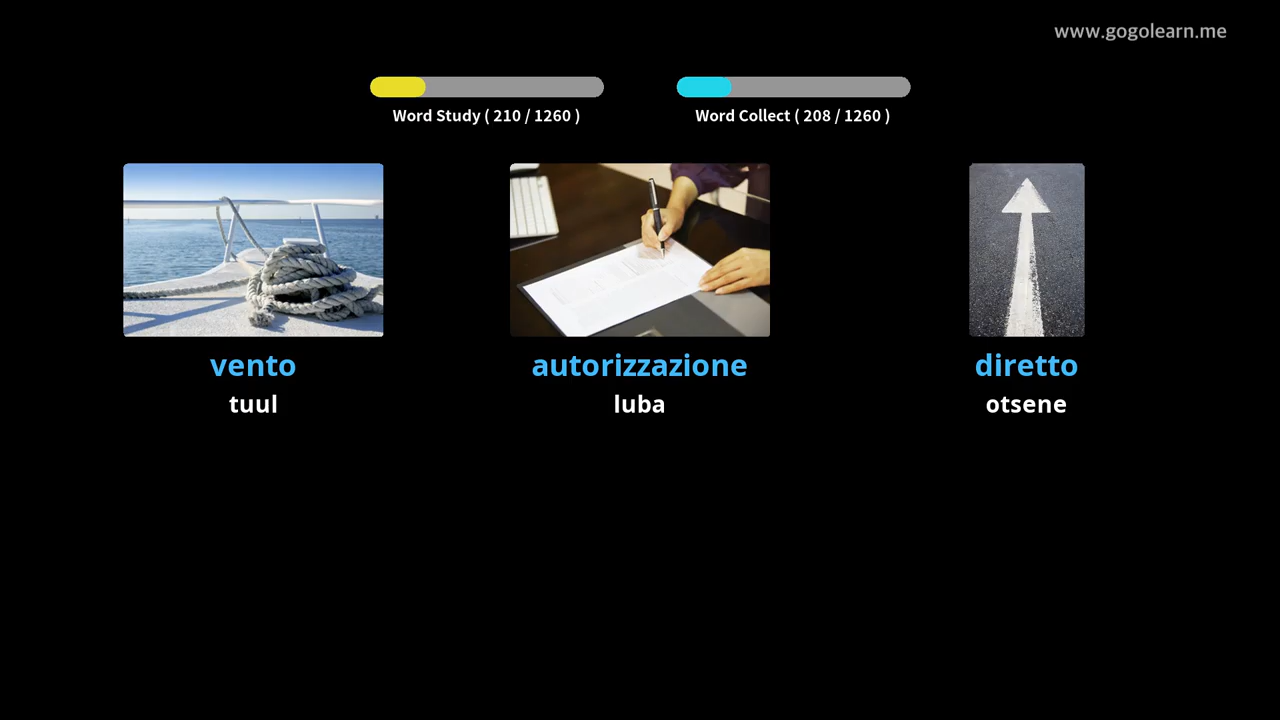 www.gogolearn.me
Word Study ( 210 / 1260 )
Word Collect ( 208 / 1260 )
vento
autorizzazione
diretto
tuul
luba
otsene